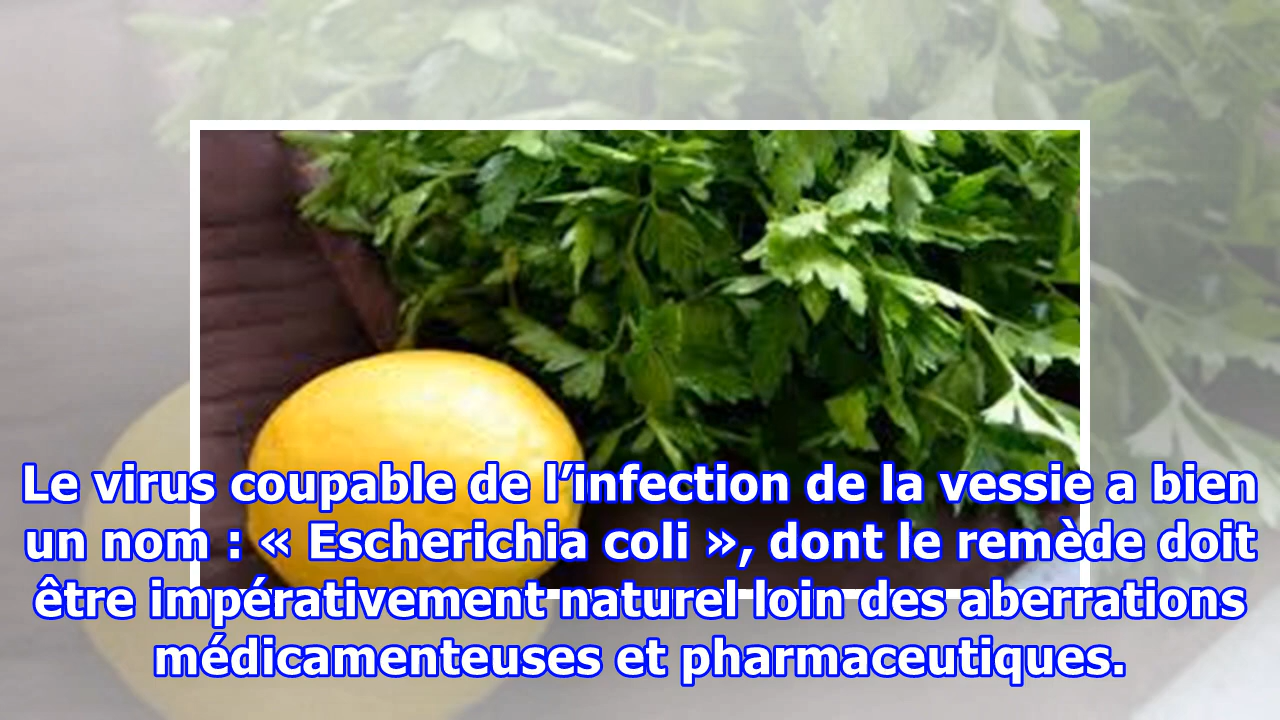 Le virus coupable de l’infection de la vessie a bien
un nom : « Escherichia coli », dont le remède doit
être impérativement naturel loin des aberrations
médicamenteuses et pharmaceutiques.